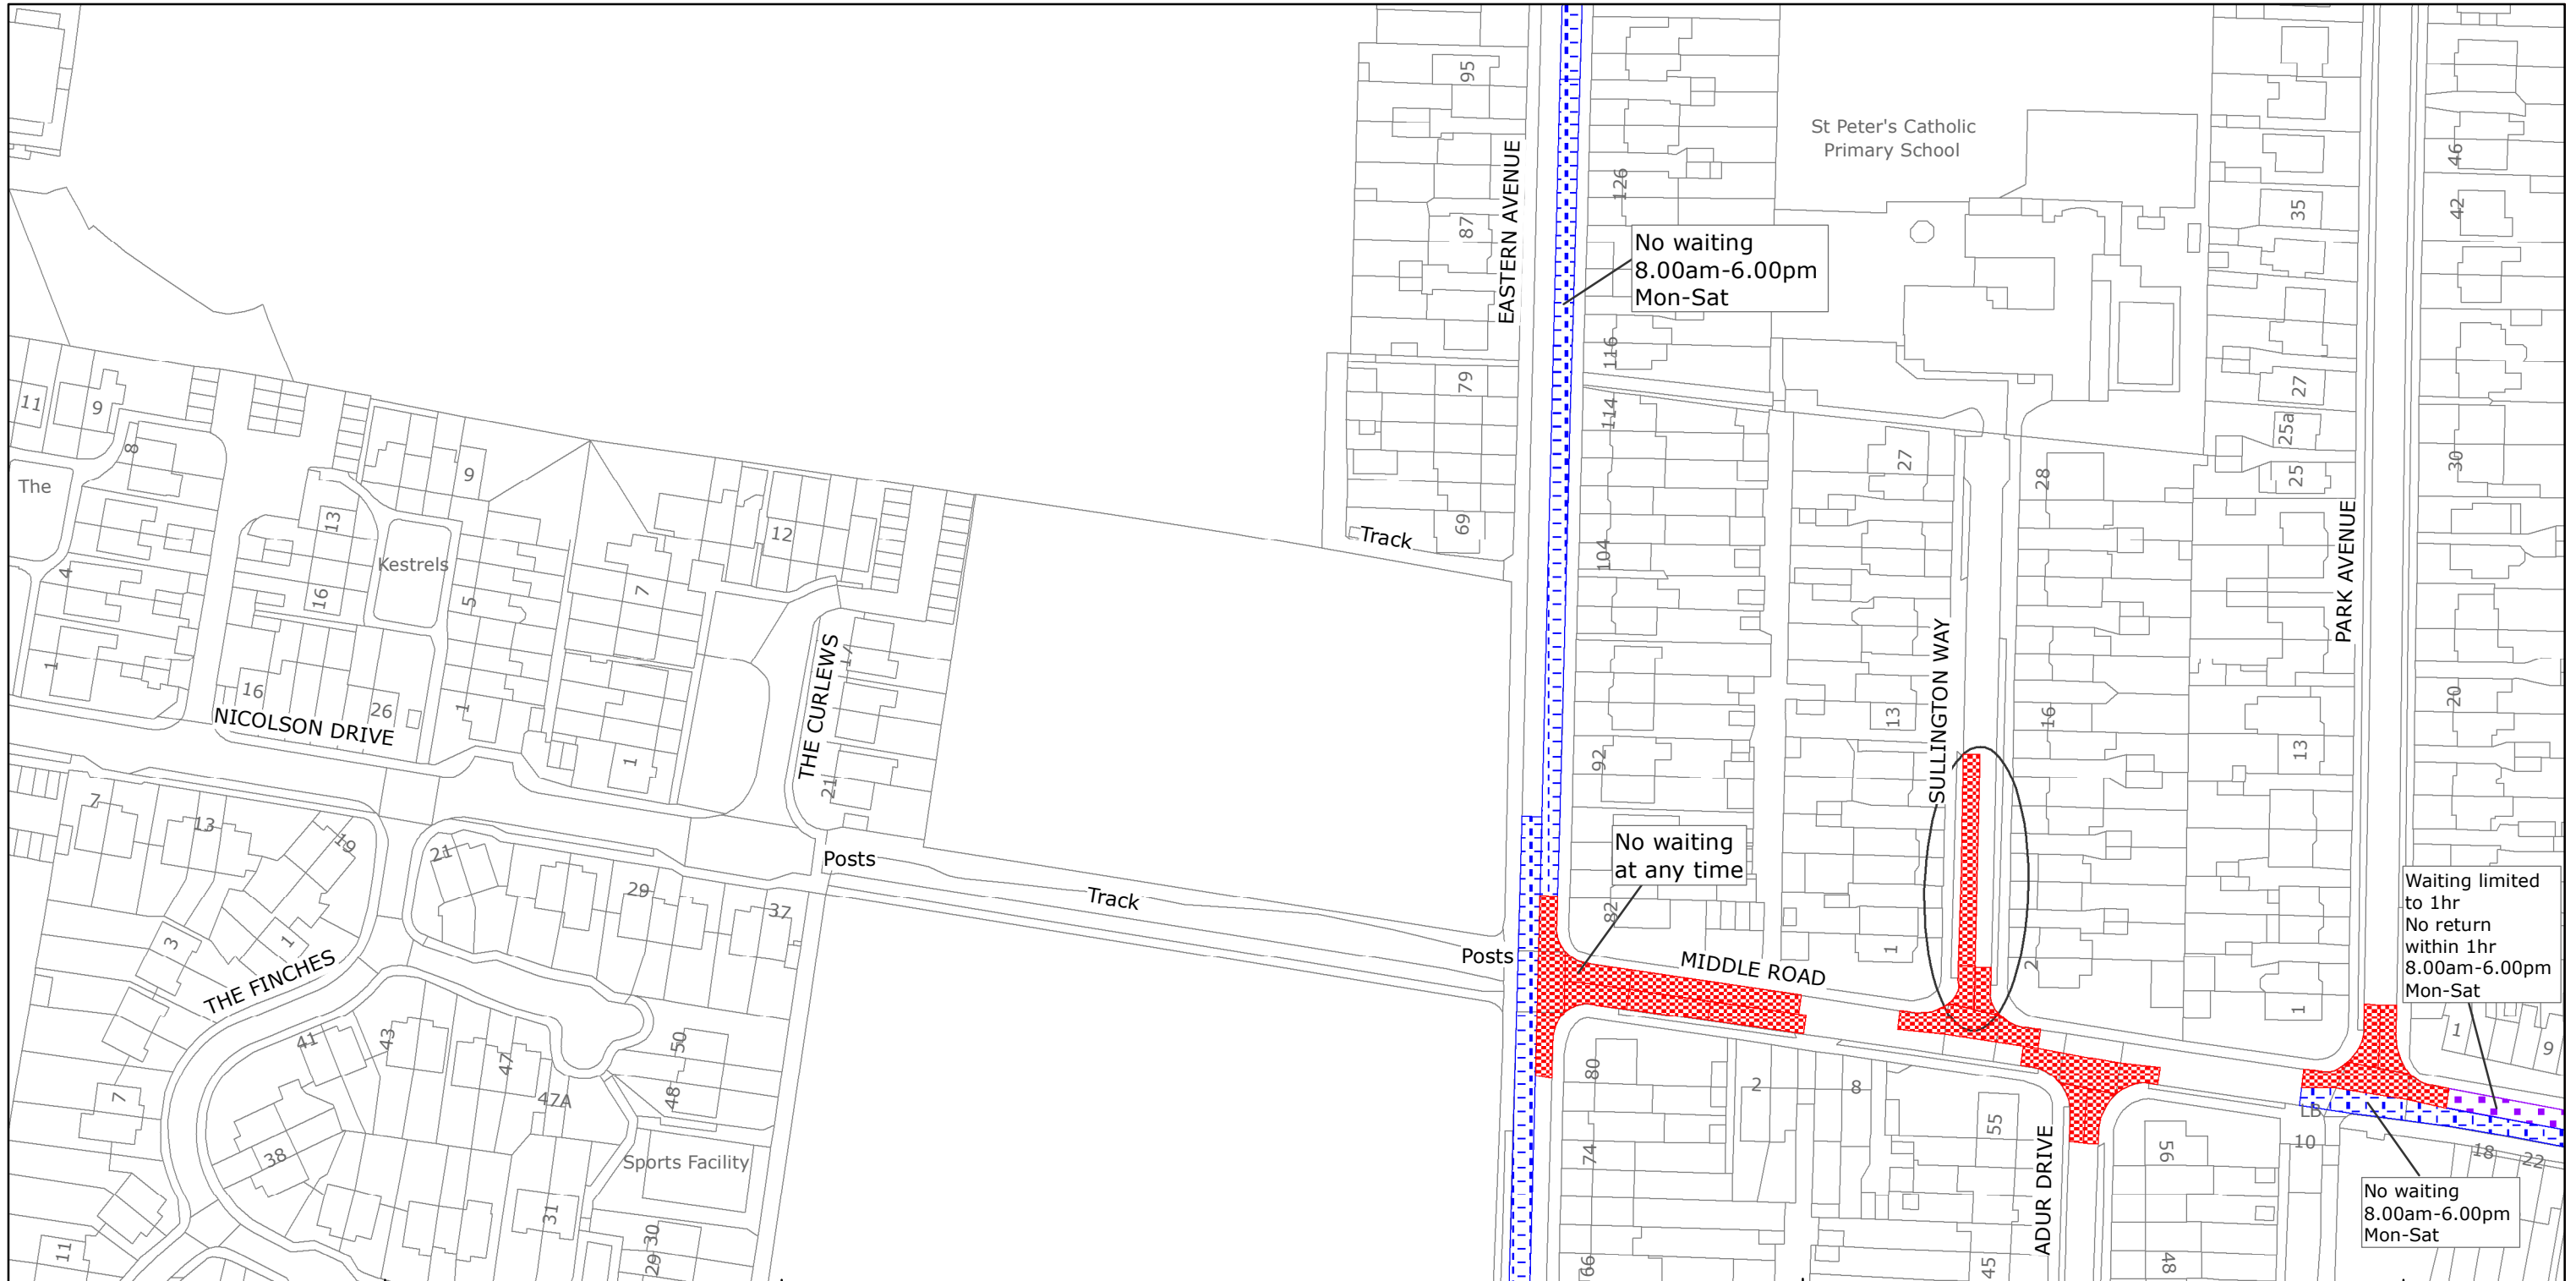 95
St Peter's Catholic
Primary School
EASTERN AVENUE
46
126
35
42
87
No waiting
8.00am-6.00pm
Mon-Sat
116
79
27
11
9
114
25a
8
27
9
30
28
25
The
13
12
69
Track
104
Kestrels
4
16
5
7
PARK AVENUE
1
16
26
1
THE CURLEWS
SULLINGTON WAY
20
13
16
NICOLSON DRIVE
13
92
1
21
7
13
19
No waiting
at any time
21
Posts
Waiting limited
to 1hr
No return
within 1hr
8.00am-6.00pm
Mon-Sat
29
Track
37
82
3
1
Posts
1
MIDDLE ROAD
2
THE FINCHES
1
1
9
41
43
50
47
80
2
8
48
47A
7
LB
55
10
56
18
22
38
Sports Facility
74
ADUR DRIVE
No waiting
8.00am-6.00pm
Mon-Sat
31
30
11
29
66
45
48